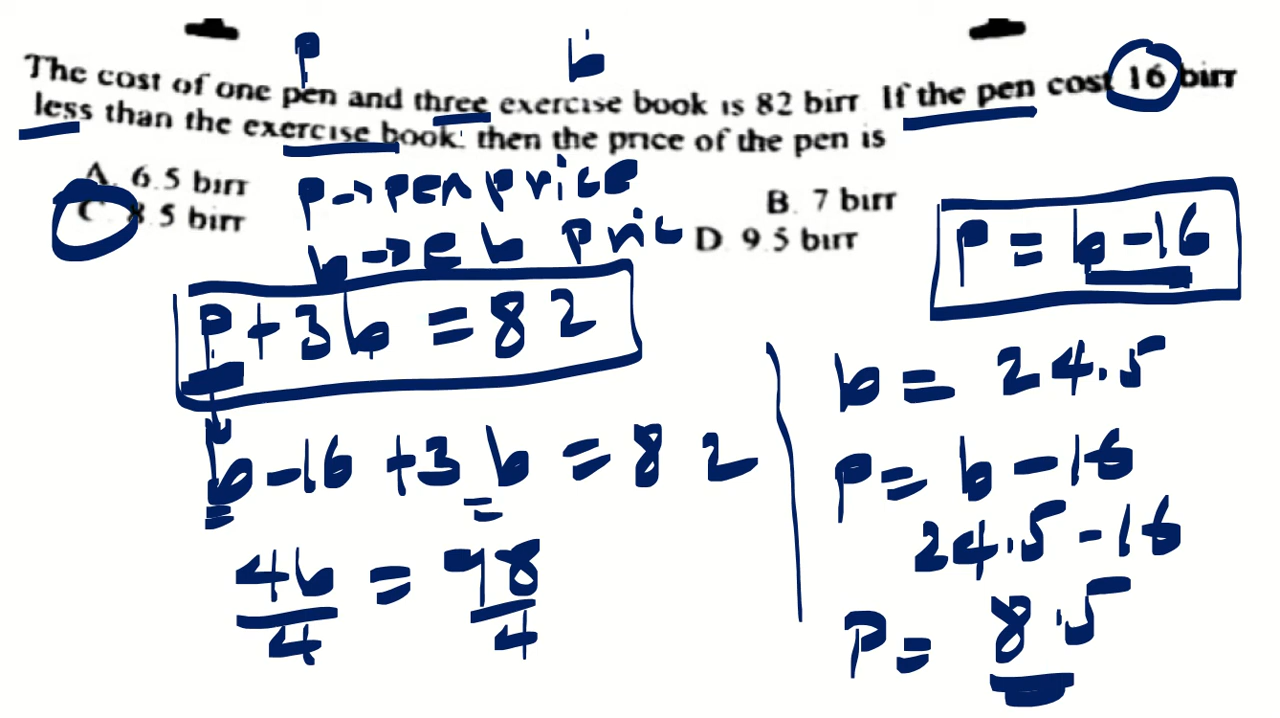 P b
The cost of one pen and three exercise book is 82 birr If the pen cost 16 birr
less than the exercise book. then the price of the pen is
A. 6.5 birr
B. 7 birr
C. 8.5 birr
D. 9.5 birr
P→pen price
b→e b pric
P = b - 16
P + 3b = 82
b - 16 + 3b = 82
4b/4 = 98/4
b = 24.5
P = b - 16
24.5 - 16
P = 8.5